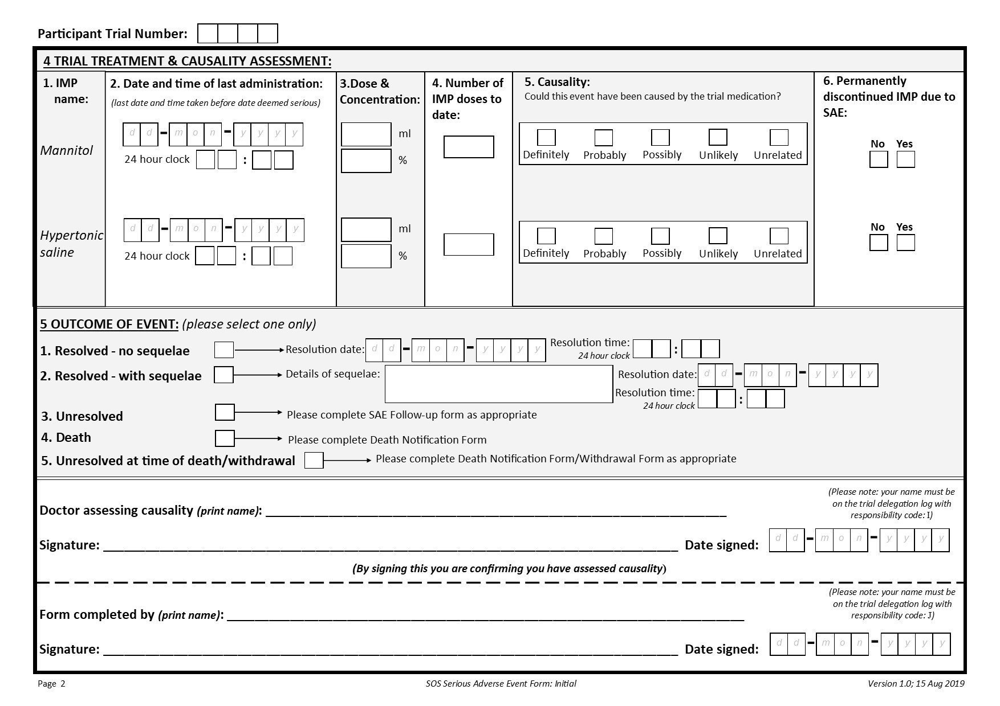 Participant Trial Number:
4 TRIAL TREATMENT & CAUSALITY ASSESSMENT:
1. IMP
name:
2. Date and time of last administration:
(last date and time taken before date deemed serious)
3.Dose &
Concentration:
4. Number of
IMP doses to
date:
5. Causality:
Could this event have been caused by the trial medication?
6. Permanently
discontinued IMP due to
SAE:
Mannitol
d d - m o n - y y y y
24 hour clock :
ml
%
Definitely Probably Possibly Unlikely Unrelated
No Yes
Hypertonic
saline
d d - m o n - y y y y
24 hour clock :
ml
%
Definitely Probably Possibly Unlikely Unrelated
No Yes
5 OUTCOME OF EVENT: (please select one only)
1. Resolved - no sequelae Resolution date: d d - m o n - y y y y Resolution time: :
24 hour clock
2. Resolved - with sequelae Details of sequelae: Resolution date: d d - m o n - y y y y
Resolution time: :
24 hour clock
3. Unresolved Please complete SAE Follow-up form as appropriate
4. Death Please complete Death Notification Form
5. Unresolved at time of death/withdrawal Please complete Death Notification Form/Withdrawal Form as appropriate
(Please note: your name must be
on the trial delegation log with
responsibility code: I)
Doctor assessing causality (print name):
Signature: Date signed: d d - m o n - y y y y
(By signing this you are confirming you have assessed causality)
(Please note: your name must be
on the trial delegation log with
responsibility code: J)
Form completed by (print name):
Signature: Date signed: d d - m o n - y y y y
Page 2 SOS Serious Adverse Event Form: Initial Version 1.0; 15 Aug 2019